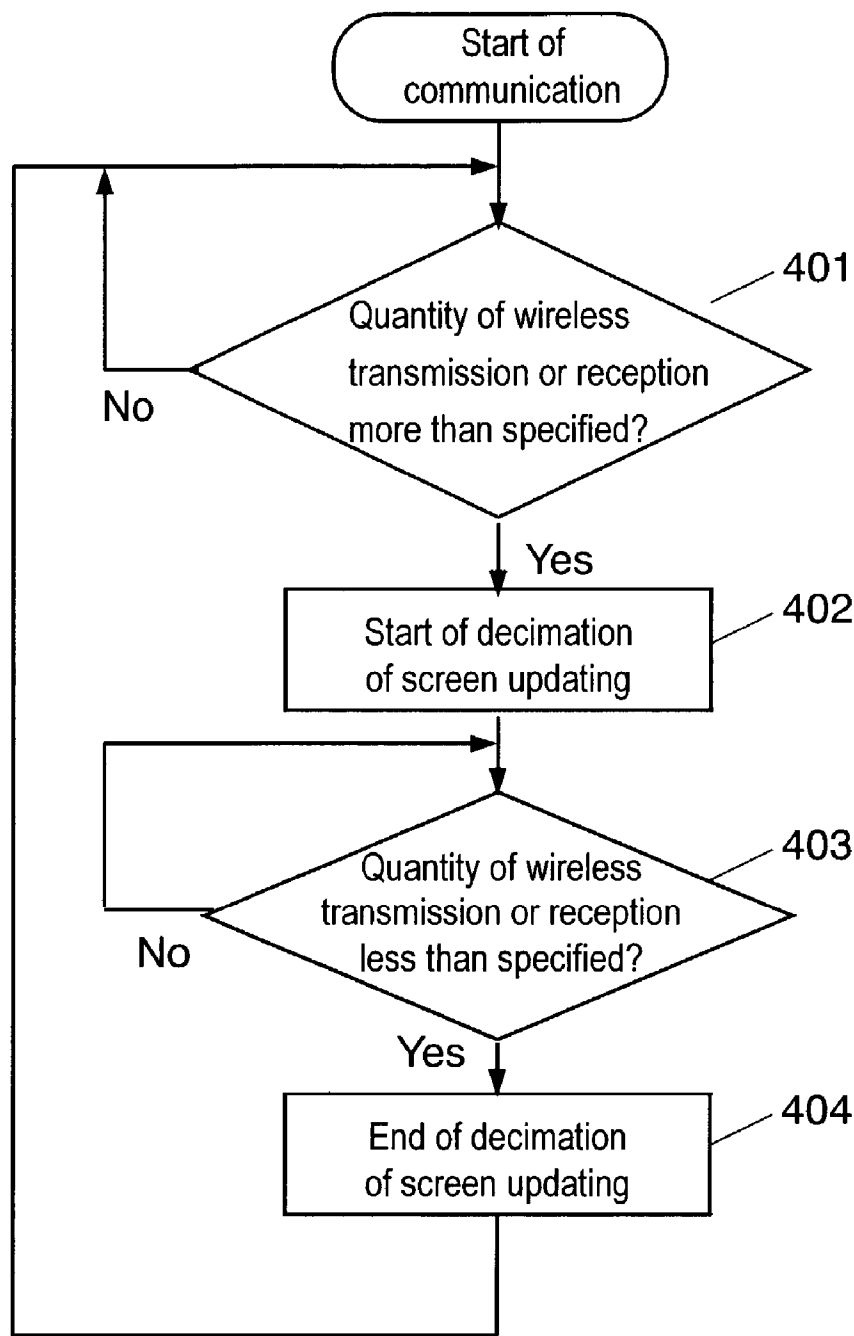 Start of
communication
401
Quantity of wireless
transmission or reception
more than specified?
No
Yes
402
Start of decimation
of screen updating
403
Quantity of wireless
transmission or reception
less than specified?
No
Yes
404
End of decimation
of screen updating